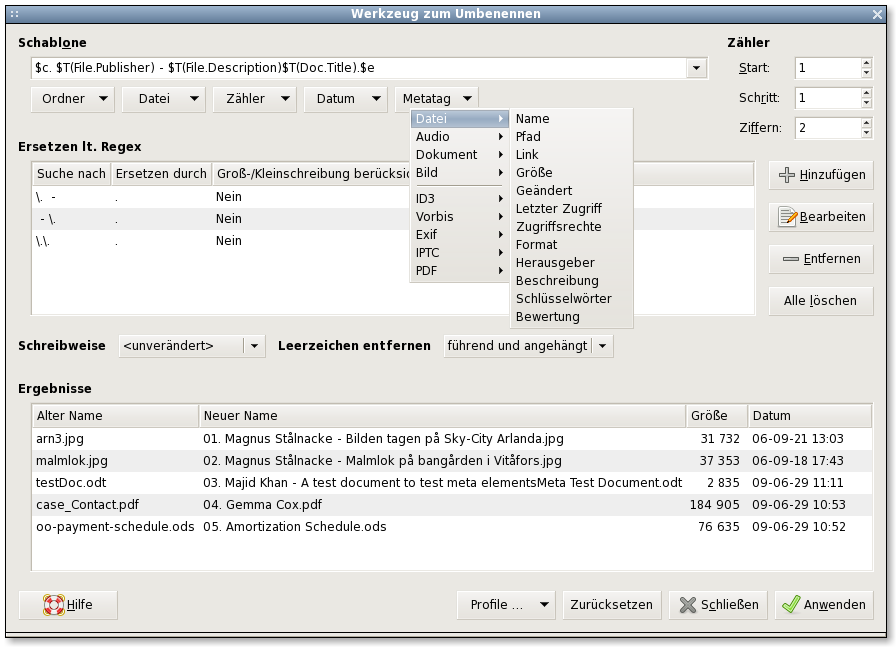 Werkzeug zum Umbenennen
Schablone
Zähler
$c. $T(File.Publisher) - $T(File.Description)$T(Doc.Title).$e
Start: 1
Ordner Datei Zähler Datum Metatag
Schritt: 1
Ziffern: 2
Datei
Audio
Dokument
Bild
ID3
Vorbis
Exif
IPTC
PDF
Name
Pfad
Link
Größe
Geändert
Letzter Zugriff
Zugriffsrechte
Format
Herausgeber
Beschreibung
Schlüsselwörter
Bewertung
Ersetzen lt. Regex
Suche nach Ersetzen durch Groß-/Kleinschreibung berücksic
\. - . Nein
- \. . Nein
\.\. . Nein
Hinzufügen
Bearbeiten
Entfernen
Alle löschen
Schreibweise <unverändert> Leerzeichen entfernen führend und angehängt
Ergebnisse
Alter Name Neuer Name Größe Datum
arn3.jpg 01. Magnus Stålnacke - Bilden tagen på Sky-City Arlanda.jpg 31 732 06-09-21 13:03
malmlok.jpg 02. Magnus Stålnacke - Malmlok på bangården i Vitåfors.jpg 37 353 06-09-18 17:43
testDoc.odt 03. Majid Khan - A test document to test meta elementsMeta Test Document.odt 2 835 09-06-29 11:11
case_Contact.pdf 04. Gemma Cox.pdf 184 905 09-06-29 10:53
oo-payment-schedule.ods 05. Amortization Schedule.ods 76 635 09-06-29 10:52
Hilfe Profile ... Zurücksetzen Schließen Anwenden